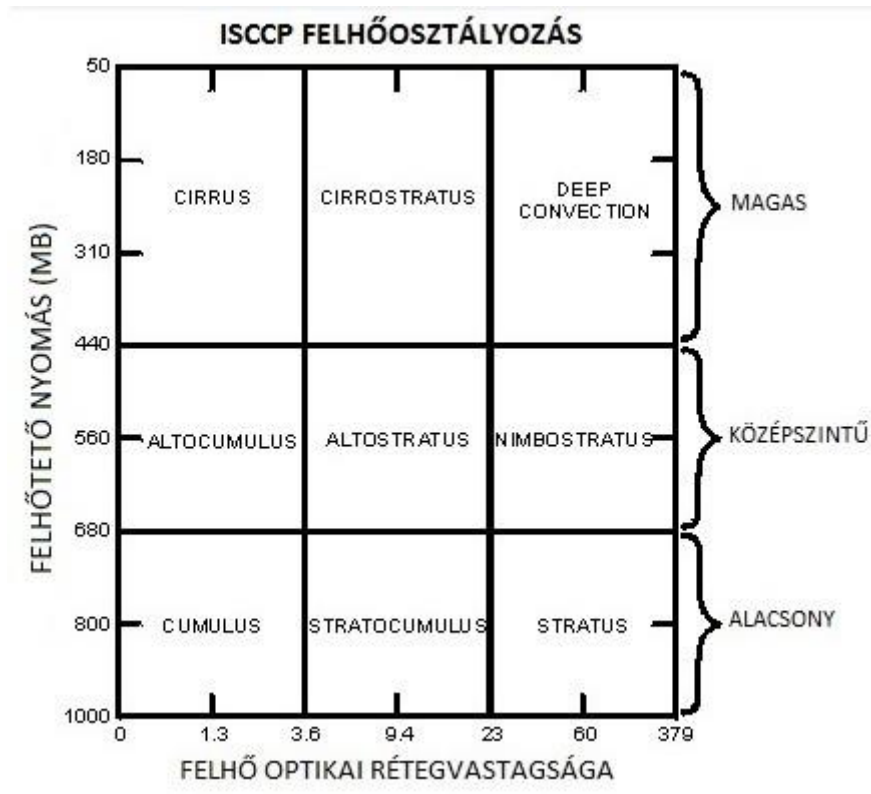 ISCCP FELHŐOSZTÁLYOZÁS
FELHŐTETŐ NYOMÁS (MB)
50
180
310
440
560
680
800
1000
CIRRUS
CIRROSTRATUS
DEEP
CONVECTION
MAGAS
ALTOCUMULUS
ALTOSTRATUS
NIMBOSTRATUS
KÖZÉPSZINTŰ
CUMULUS
STRATOCUMULUS
STRATUS
ALACSONY
0 1.3 3.6 9.4 23 60 379
FELHŐ OPTIKAI RÉTEGVASTAGSÁGA